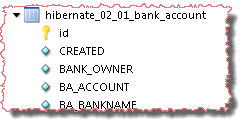 hibernate_02_01_bank_account
id
CREATED
BANK_OWNER
BA_ACCOUNT
BA_BANKNAME